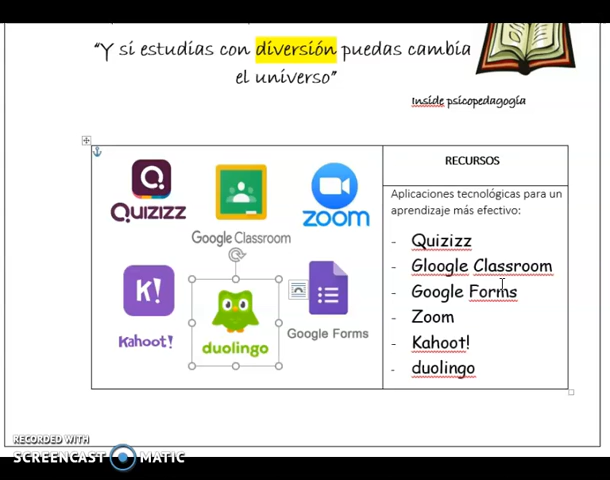 “Y si estudias con diversión puedas cambia
el universo”
Inside psicopedagogía
QUIZIZZ
Google Classroom
zoom
K!
Kahoot!
duolingo
Google Forms
RECURSOS
Aplicaciones tecnológicas para un
aprendizaje más efectivo:
- Quizizz
- Gloogle Classroom
- Google Forms
- Zoom
- Kahoot!
- duolingo
RECORDED WITH
SCREENCAST MATIC